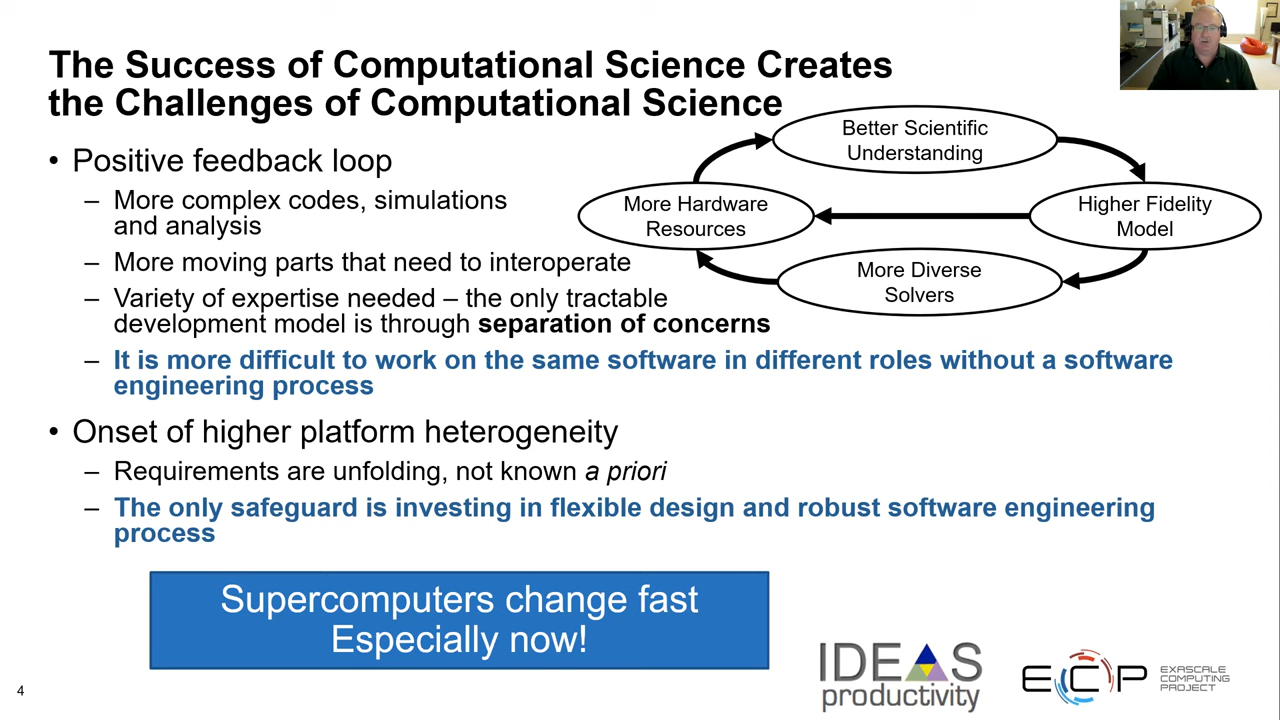 The Success of Computational Science Creates
the Challenges of Computational Science
• Positive feedback loop
– More complex codes, simulations
and analysis
– More moving parts that need to interoperate
– Variety of expertise needed – the only tractable
development model is through separation of concerns
– It is more difficult to work on the same software in different roles without a software
engineering process
• Onset of higher platform heterogeneity
– Requirements are unfolding, not known a priori
– The only safeguard is investing in flexible design and robust software engineering
process
Better Scientific
Understanding
More Hardware
Resources
Higher Fidelity
Model
More Diverse
Solvers
Supercomputers change fast
Especially now!
4
IDEAS
productivity
ECP
EXASCALE
COMPUTING
PROJECT